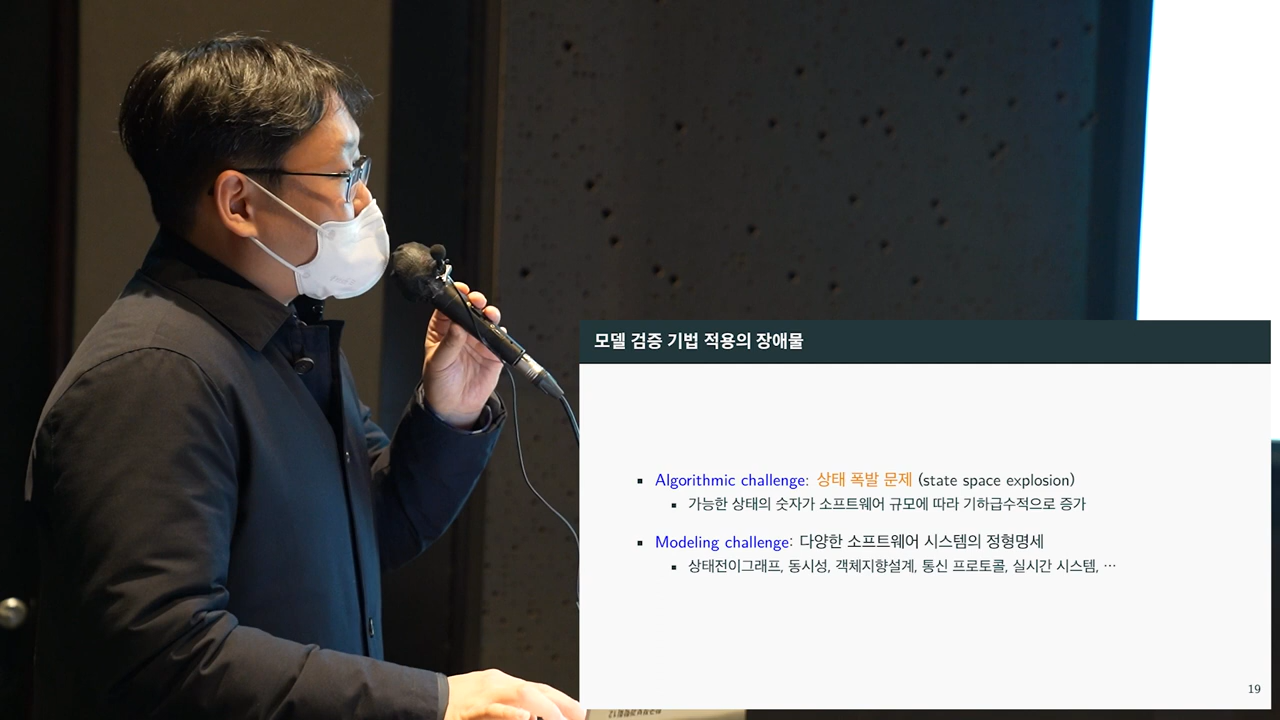 모델 검증 기법 적용의 장애물
Algorithmic challenge: 상태 폭발 문제 (state space explosion)
가능한 상태의 숫자가 소프트웨어 규모에 따라 기하급수적으로 증가
Modeling challenge: 다양한 소프트웨어 시스템의 정형명세
상태전이그래프, 동시성, 객체지향설계, 통신 프로토콜, 실시간 시스템, ⋯
19